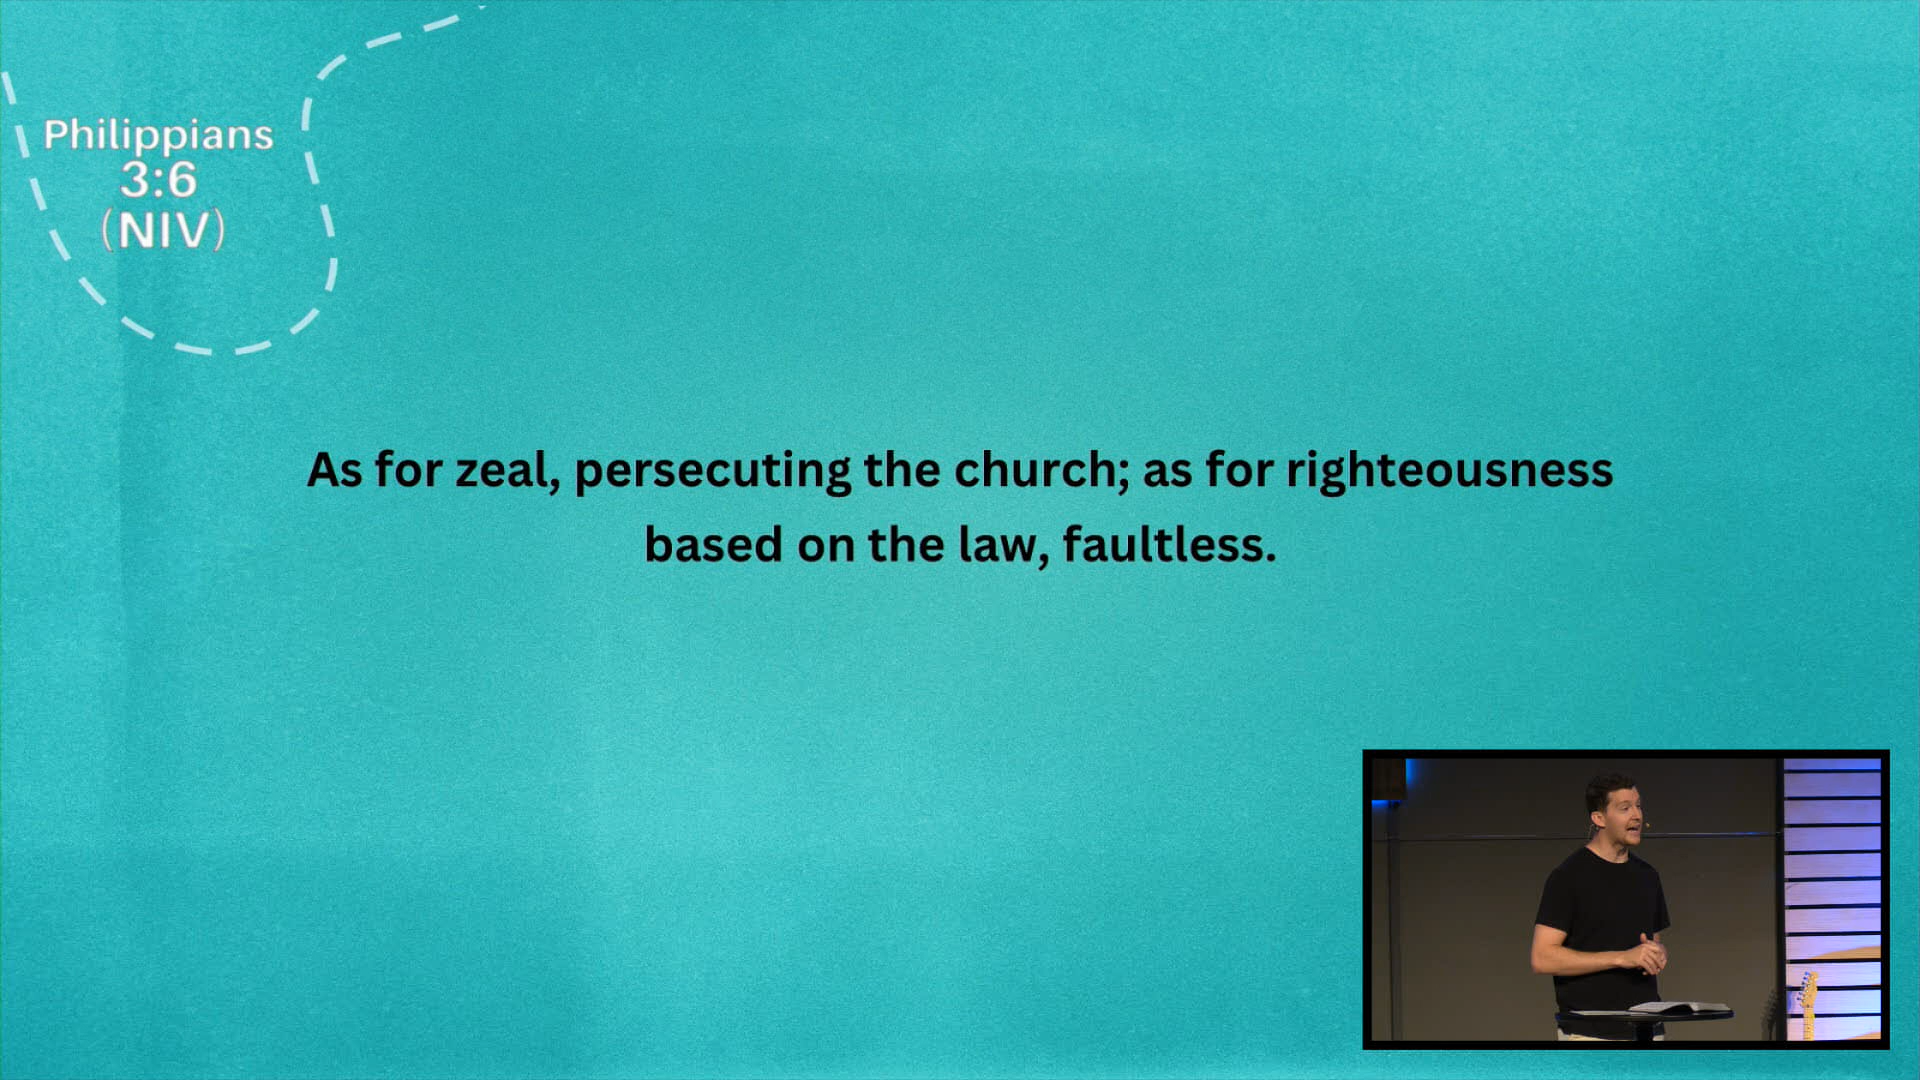 Philippians
3:6
(NIV)
As for zeal, persecuting the church; as for righteousness
based on the law, faultless.